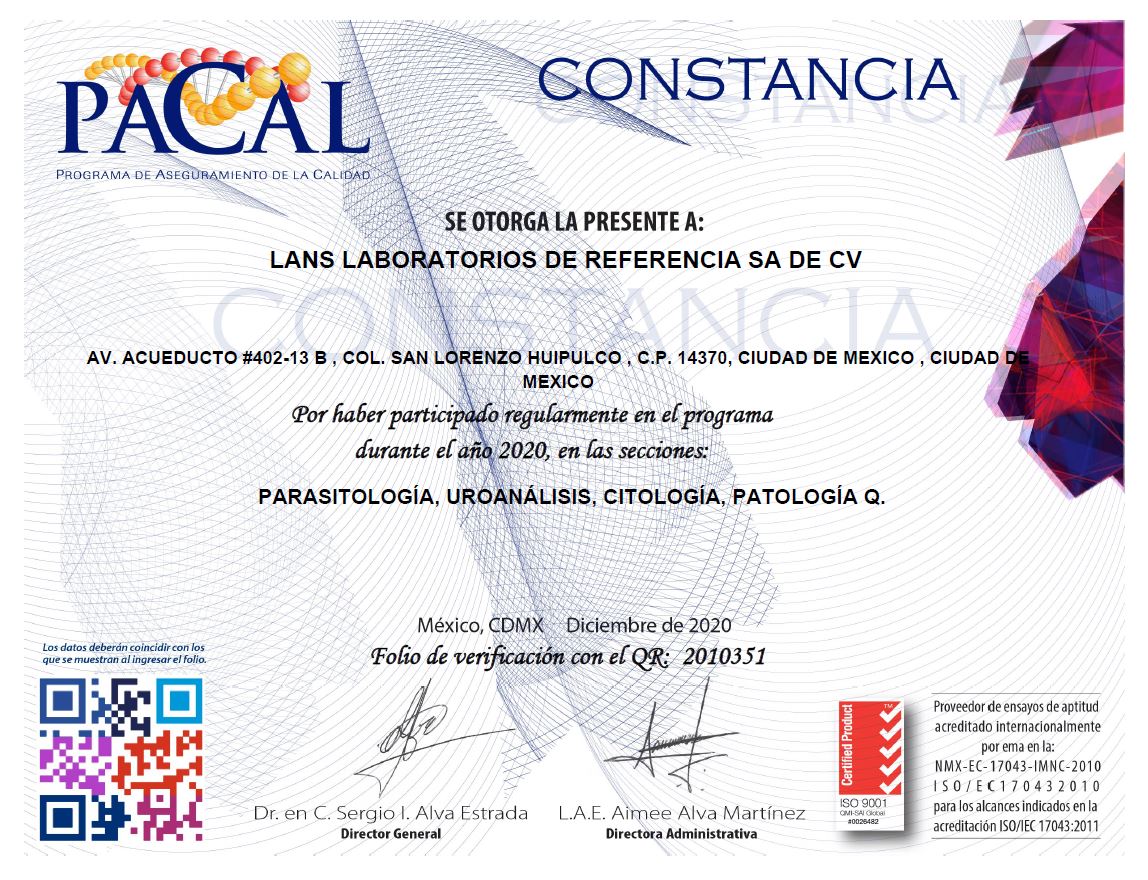 PACAL
PROGRAMA DE ASEGURAMIENTO DE LA CALIDAD
CONSTANCIA
CONSTANCIA
SE OTORGA LA PRESENTE A:
LANS LABORATORIOS DE REFERENCIA SA DE CV
CONSTANCIA
AV. ACUEDUCTO #402-13 B , COL. SAN LORENZO HUIPULCO , C.P. 14370, CIUDAD DE MEXICO , CIUDAD DE
MEXICO
Por haber participado regularmente en el programa
durante el año 2020, en las secciones:
PARASITOLOGÍA, UROANÁLISIS, CITOLOGÍA, PATOLOGÍA Q.
México, CDMX Diciembre de 2020
Folio de verificación con el QR: 2010351
Los datos deberán coincidir con los
que se muestran al ingresar el folio.
Dr. en C. Sergio I. Alva Estrada
Director General
L.A.E. Aimee Alva Martínez
Directora Administrativa
Certified Product
TM
ISO 9001
QMI-SAI Global
#0026482
Proveedor de ensayos de aptitud
acreditado internacionalmente
por ema en la:
NMX-EC-17043-IMNC-2010
ISO/EC170432010
para los alcances indicados en la
acreditación ISO/IEC 17043:2011